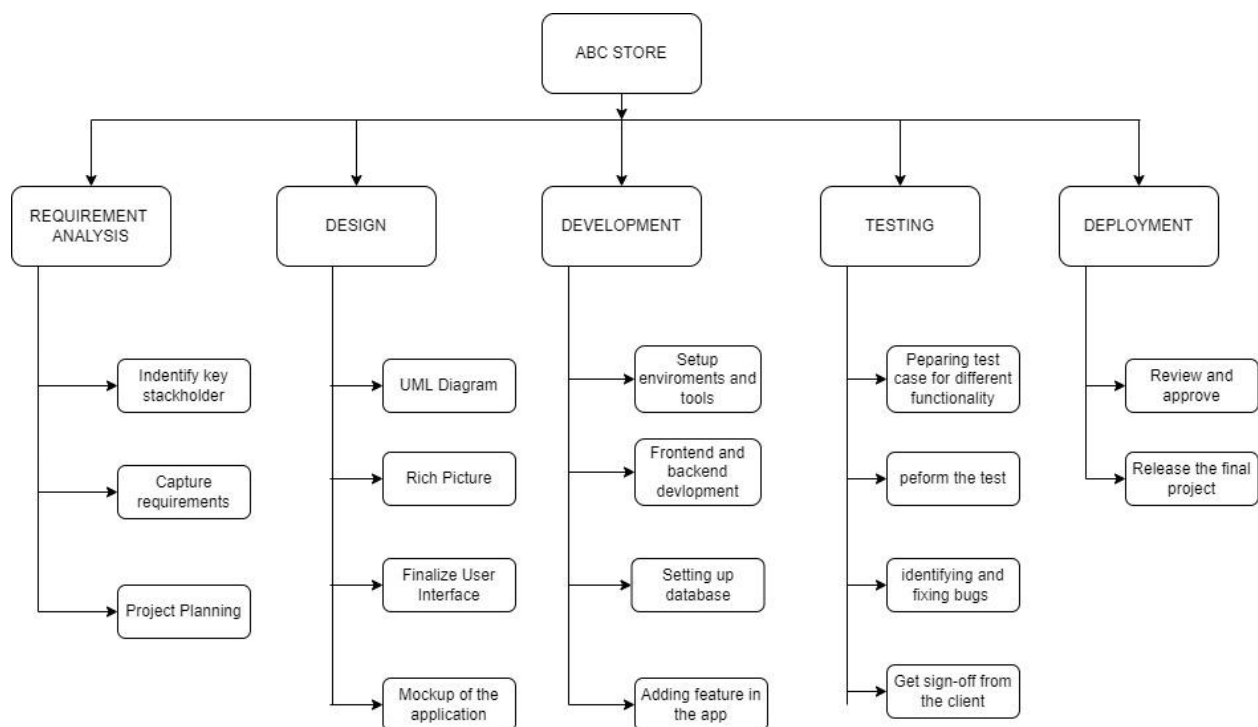 ABC STORE
REQUIREMENT
ANALYSIS
DESIGN
DEVELOPMENT
TESTING
DEPLOYMENT
Indentify key
stackholder
Capture
requirements
Project Planning
UML Diagram
Rich Picture
Finalize User
Interface
Mockup of the
application
Setup
enviroments and
tools
Frontend and
backend
devlopment
Setting up
database
Adding feature in
the app
Peparing test
case for different
functionality
peform the test
identifying and
fixing bugs
Get sign-off from
the client
Review and
approve
Release the final
project